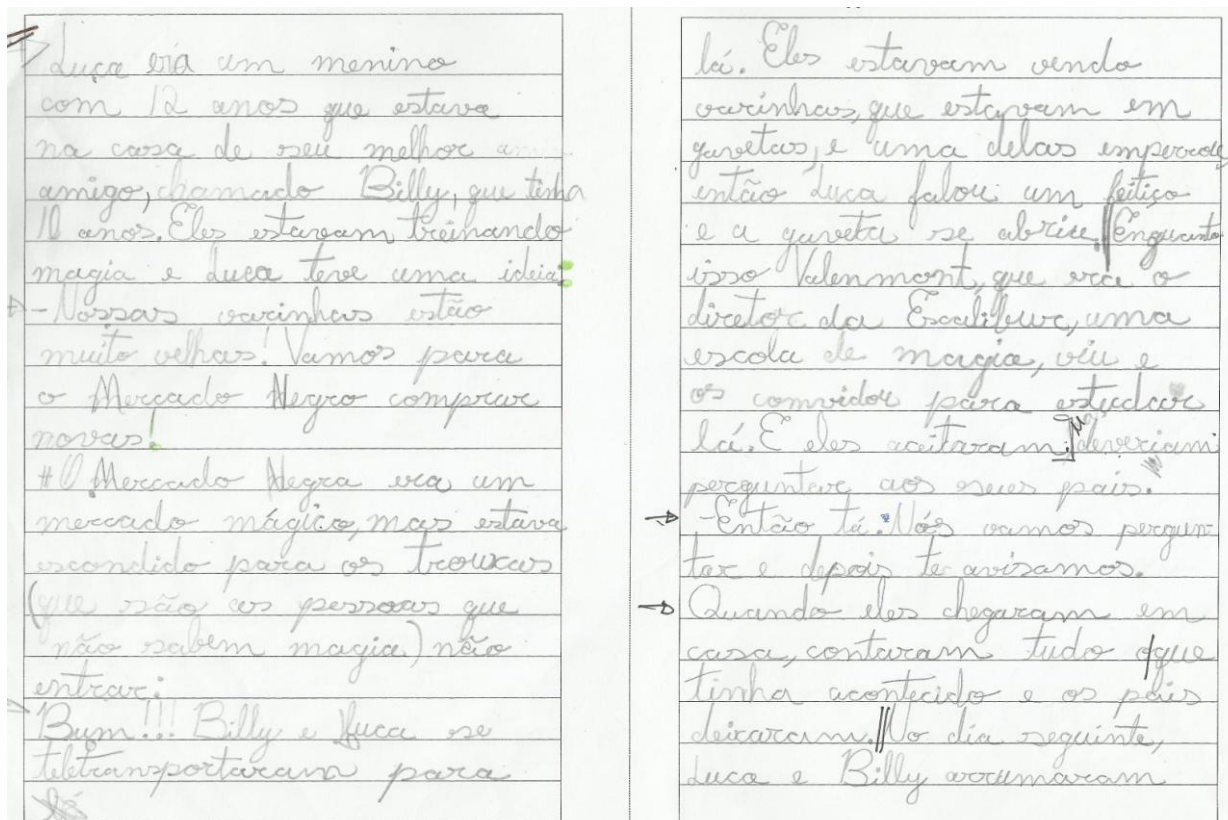 Luca era um menino
com 12 anos que estava
na casa de seu melhor
amigo, chamado Billy, que tinha
10 anos. Eles estavam treinando
magia e Luca teve uma ideia:
- Nossas varinhas estão
muito velhas! Vamos para
o Mercado Negro comprar
novas!
# O Mercado Negra era um
mercado mágico, mas estava
escondido para os trouxas
(que são as pessoas que
não sabem magia) não
entrar.
Bum!!! Billy e Luca se
teletransportaram para
lá. Eles estavam vendo
varinhas, que estavam em
gavetas, e uma delas
então Luca falou um feitiço
e a gaveta se abriu. Enquanto
isso Valenmont, que era o
diretor da Escalibur, uma
escola de magia, viu e
os convidou para estudar
lá. E eles aceitaram. deveriam
perguntar aos seus pais.
- Então tá. Nós vamos pergun-
tar e depois te avisamos.
Quando eles chegaram em
casa, contaram tudo o que
tinha acontecido e os pais
deixaram. No dia seguinte,
Luca e Billy arrumaram